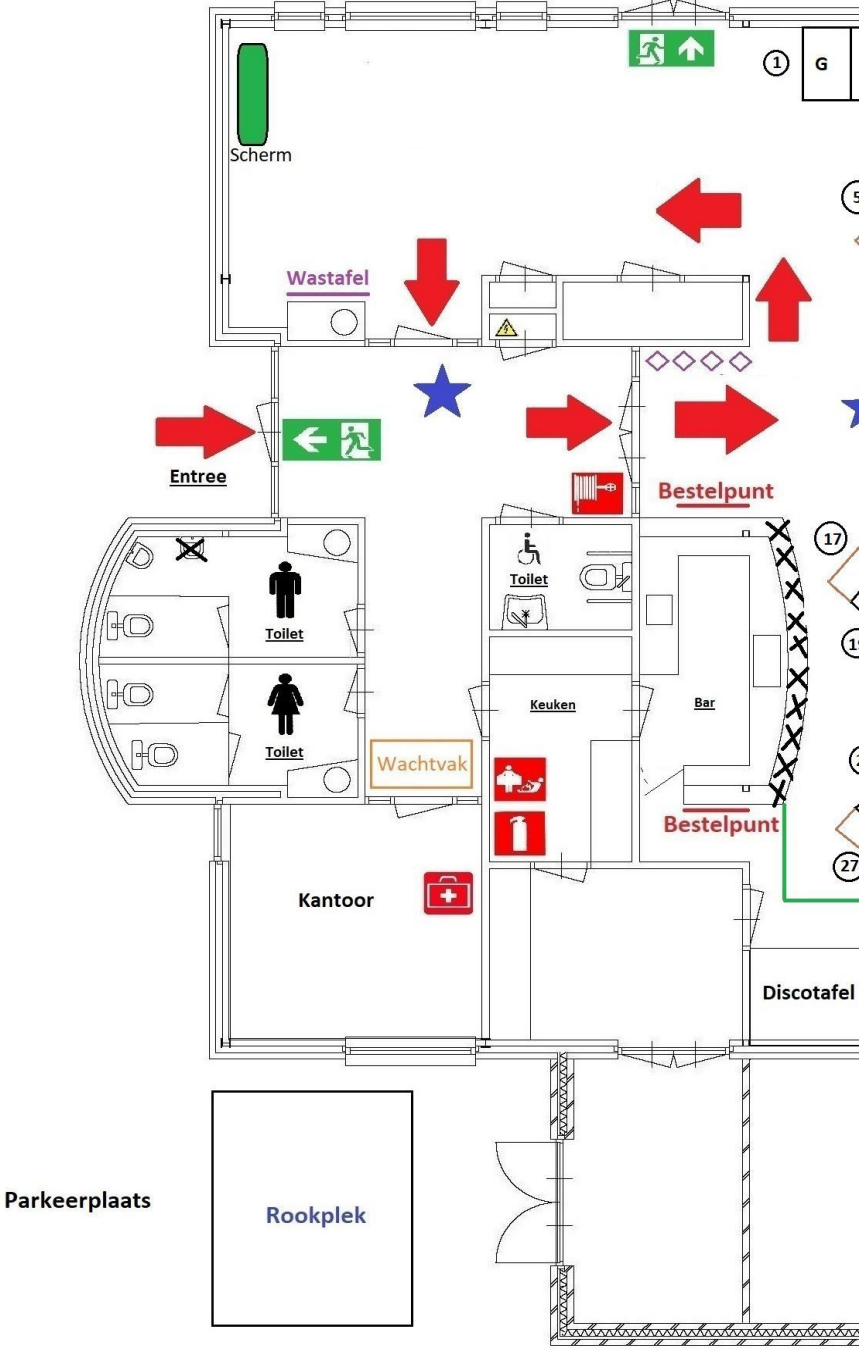 1
G
Scherm
5
Wastafel
Entree
Bestelpunt
17
Toilet
Toilet
Keuken
Bar
Toilet
Wachtvak
Bestelpunt
27
Kantoor
Discotafel
Parkeerplaats
Rookplek